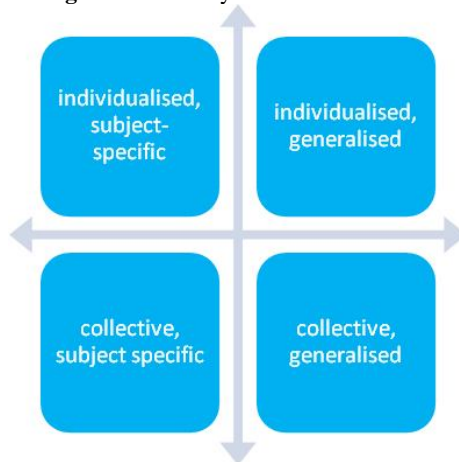 individualised,
subject-
specific
individualised,
generalised
collective,
subject specific
collective,
generalised